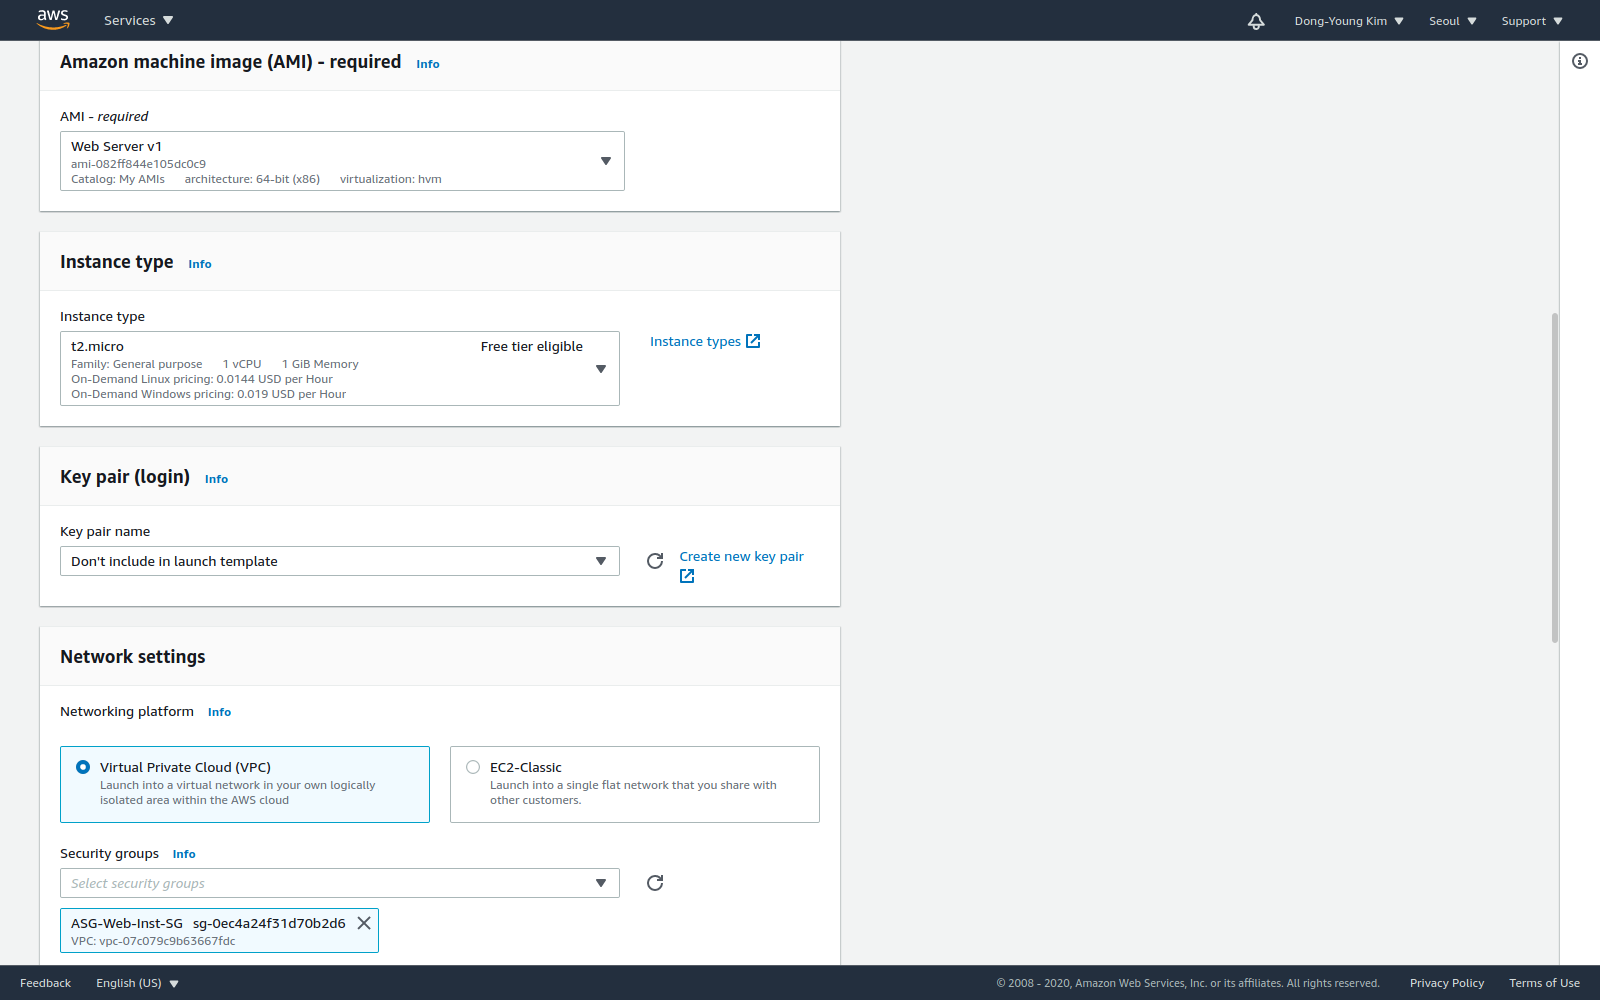 aws
Services
Dong-Young Kim
Seoul
Support
Amazon machine image (AMI) - required Info
AMI - required
Web Server v1
ami-082ff844e105dc0c9
Catalog: My AMIs architecture: 64-bit (x86) virtualization: hvm
Instance type Info
Instance type
t2.micro Free tier eligible
Family: General purpose 1 vCPU 1 GiB Memory
On-Demand Linux pricing: 0.0144 USD per Hour
On-Demand Windows pricing: 0.019 USD per Hour
Instance types
Key pair (login) Info
Key pair name
Don't include in launch template
Create new key pair
Network settings
Networking platform Info
Virtual Private Cloud (VPC)
Launch into a virtual network in your own logically
isolated area within the AWS cloud
EC2-Classic
Launch into a single flat network that you share with
other customers.
Security groups Info
Select security groups
ASG-Web-Inst-SG sg-0ec4a24f31d70b2d6
VPC: vpc-07c079c9b63667fdc
Feedback
English (US)
© 2008 - 2020, Amazon Web Services, Inc. or its affiliates. All rights reserved.
Privacy Policy
Terms of Use